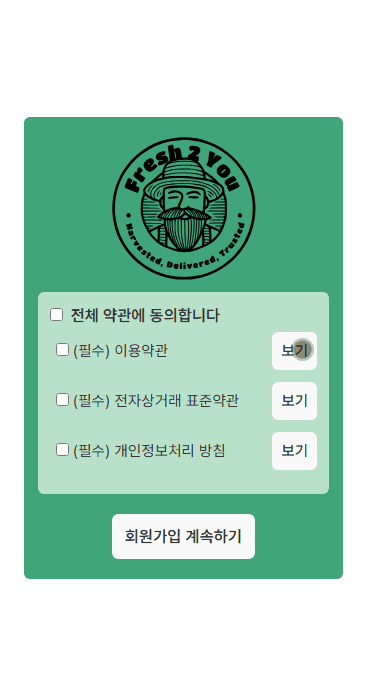 Fresh 2 You
Harvested, Delivered, Trusted
전체 약관에 동의합니다
(필수) 이용약관 보기
(필수) 전자상거래 표준약관 보기
(필수) 개인정보처리 방침 보기
회원가입 계속하기